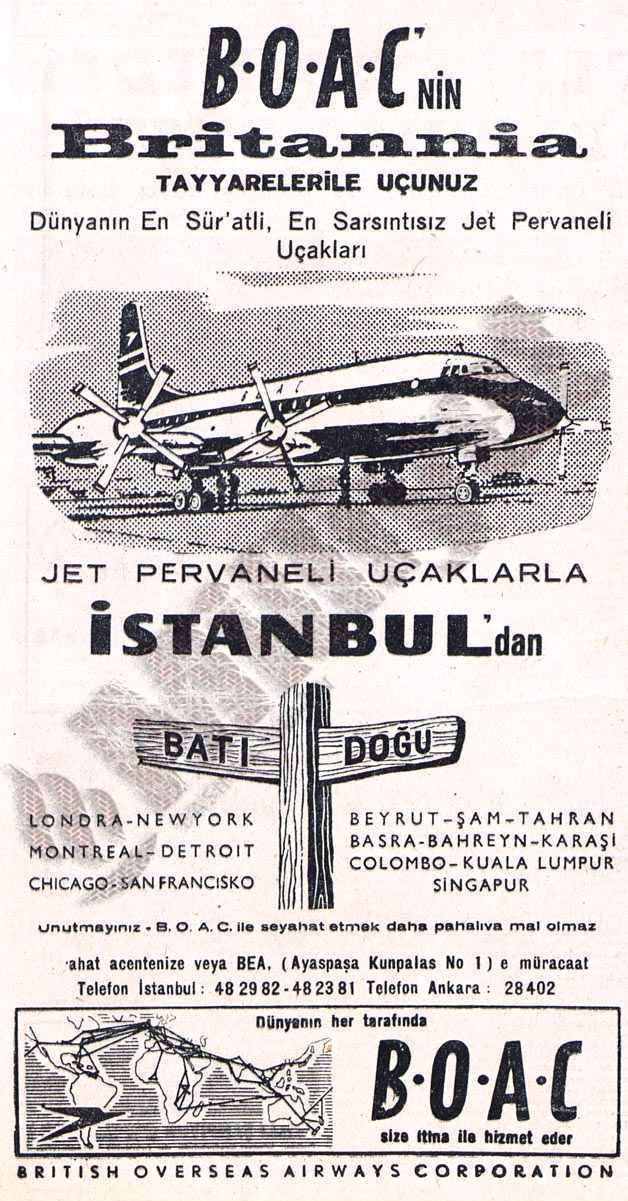 B·O·A·C'NİN
Britannia
TAYYARELERİLE UÇUNUZ
Dünyanın En Sür'atli, En Sarsıntısız Jet Pervaneli
Uçakları
B O A C
JET PERVANELİ UÇAKLARLA
İSTANBUL'dan
BATI
DOĞU
LONDRA-NEWYORK
MONTREAL-DETROIT
CHICAGO-SANFRANCISKO
BEYRUT-ŞAM-TAHRAN
BASRA-BAHREYN-KARAŞİ
COLOMBO-KUALA LUMPUR
SİNGAPUR
Unutmayınız - B. O. A. C. ile seyahat etmek daha pahalıya mal olmaz
ahat acentenize veya BEA, (Ayaspaşa Kunpalas No 1) e müracaat
Telefon İstanbul: 48 29 82-48 23 81 Telefon Ankara: 28402
Dünyanın her tarafında
B·O·A·C
size itina ile hizmet eder
BRITISH OVERSEAS AIRWAYS CORPORATION